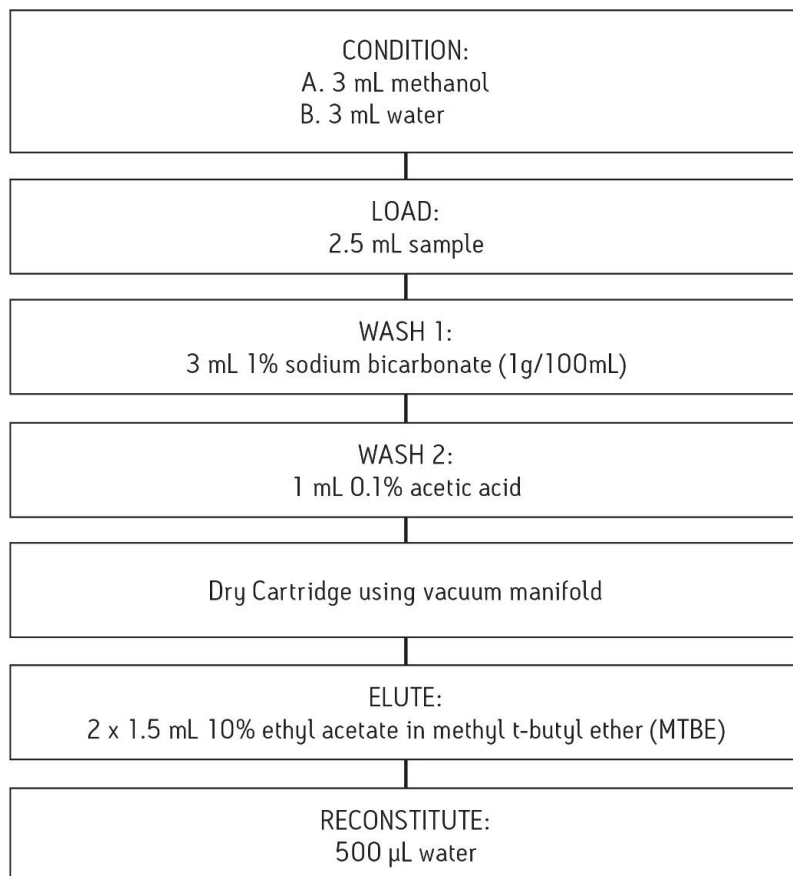 CONDITION:
A. 3 mL methanol
B. 3 mL water
LOAD:
2.5 mL sample
WASH 1:
3 mL 1% sodium bicarbonate (1g/100mL)
WASH 2:
1 mL 0.1% acetic acid
Dry Cartridge using vacuum manifold
ELUTE:
2 x 1.5 mL 10% ethyl acetate in methyl t-butyl ether (MTBE)
RECONSTITUTE:
500 µL water